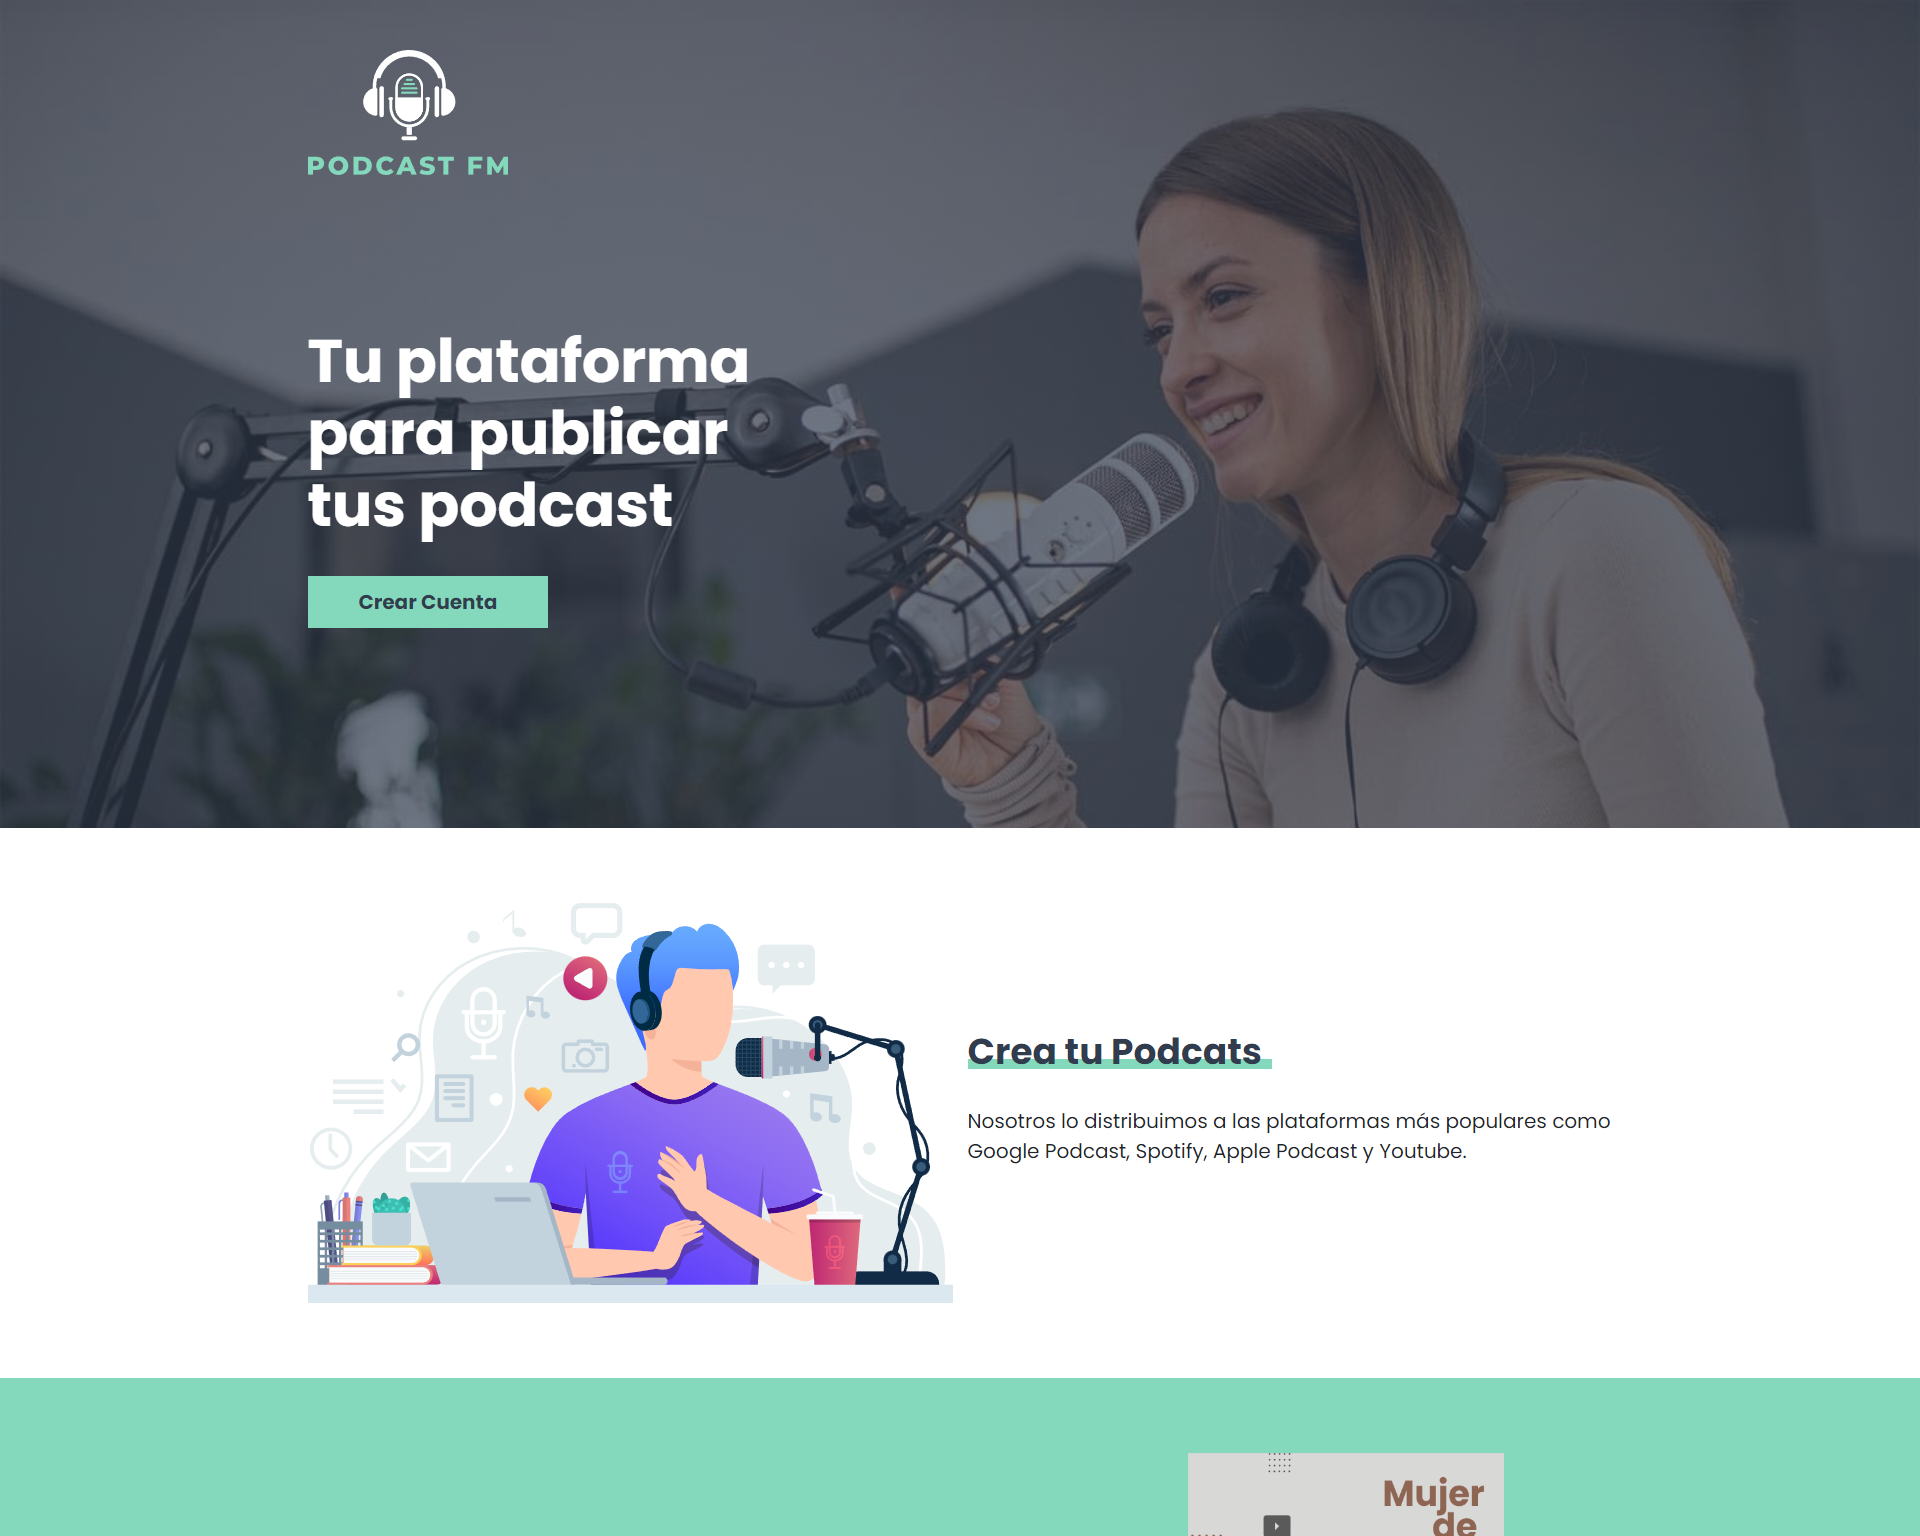 PODCAST FM
Tu plataforma
para publicar
tus podcast
Crear Cuenta
Crea tu Podcats
Nosotros lo distribuimos a las plataformas más populares como
Google Podcast, Spotify, Apple Podcast y Youtube.
Mujer
de